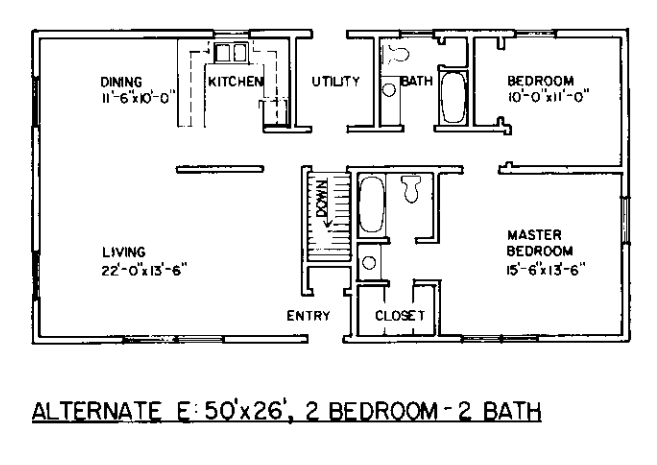 DINING
11'-6"x10'-0"
KITCHEN
UTILITY
BATH
BEDROOM
10'-0"x11'-0"
DOWN
LIVING
22'-0"x13'-6"
MASTER
BEDROOM
15'-6"x13'-6"
ENTRY
CLOSET
ALTERNATE E: 50'x26', 2 BEDROOM - 2 BATH